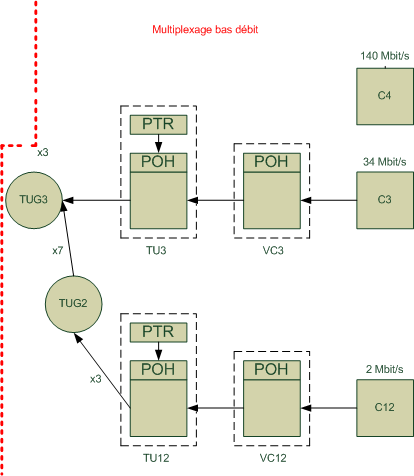 Multiplexage bas débit
140 Mbit/s
C4
x3
PTR
POH
POH
34 Mbit/s
C3
TUG3
TU3
VC3
x7
TUG2
PTR
POH
POH
2 Mbit/s
C12
x3
TU12
VC12